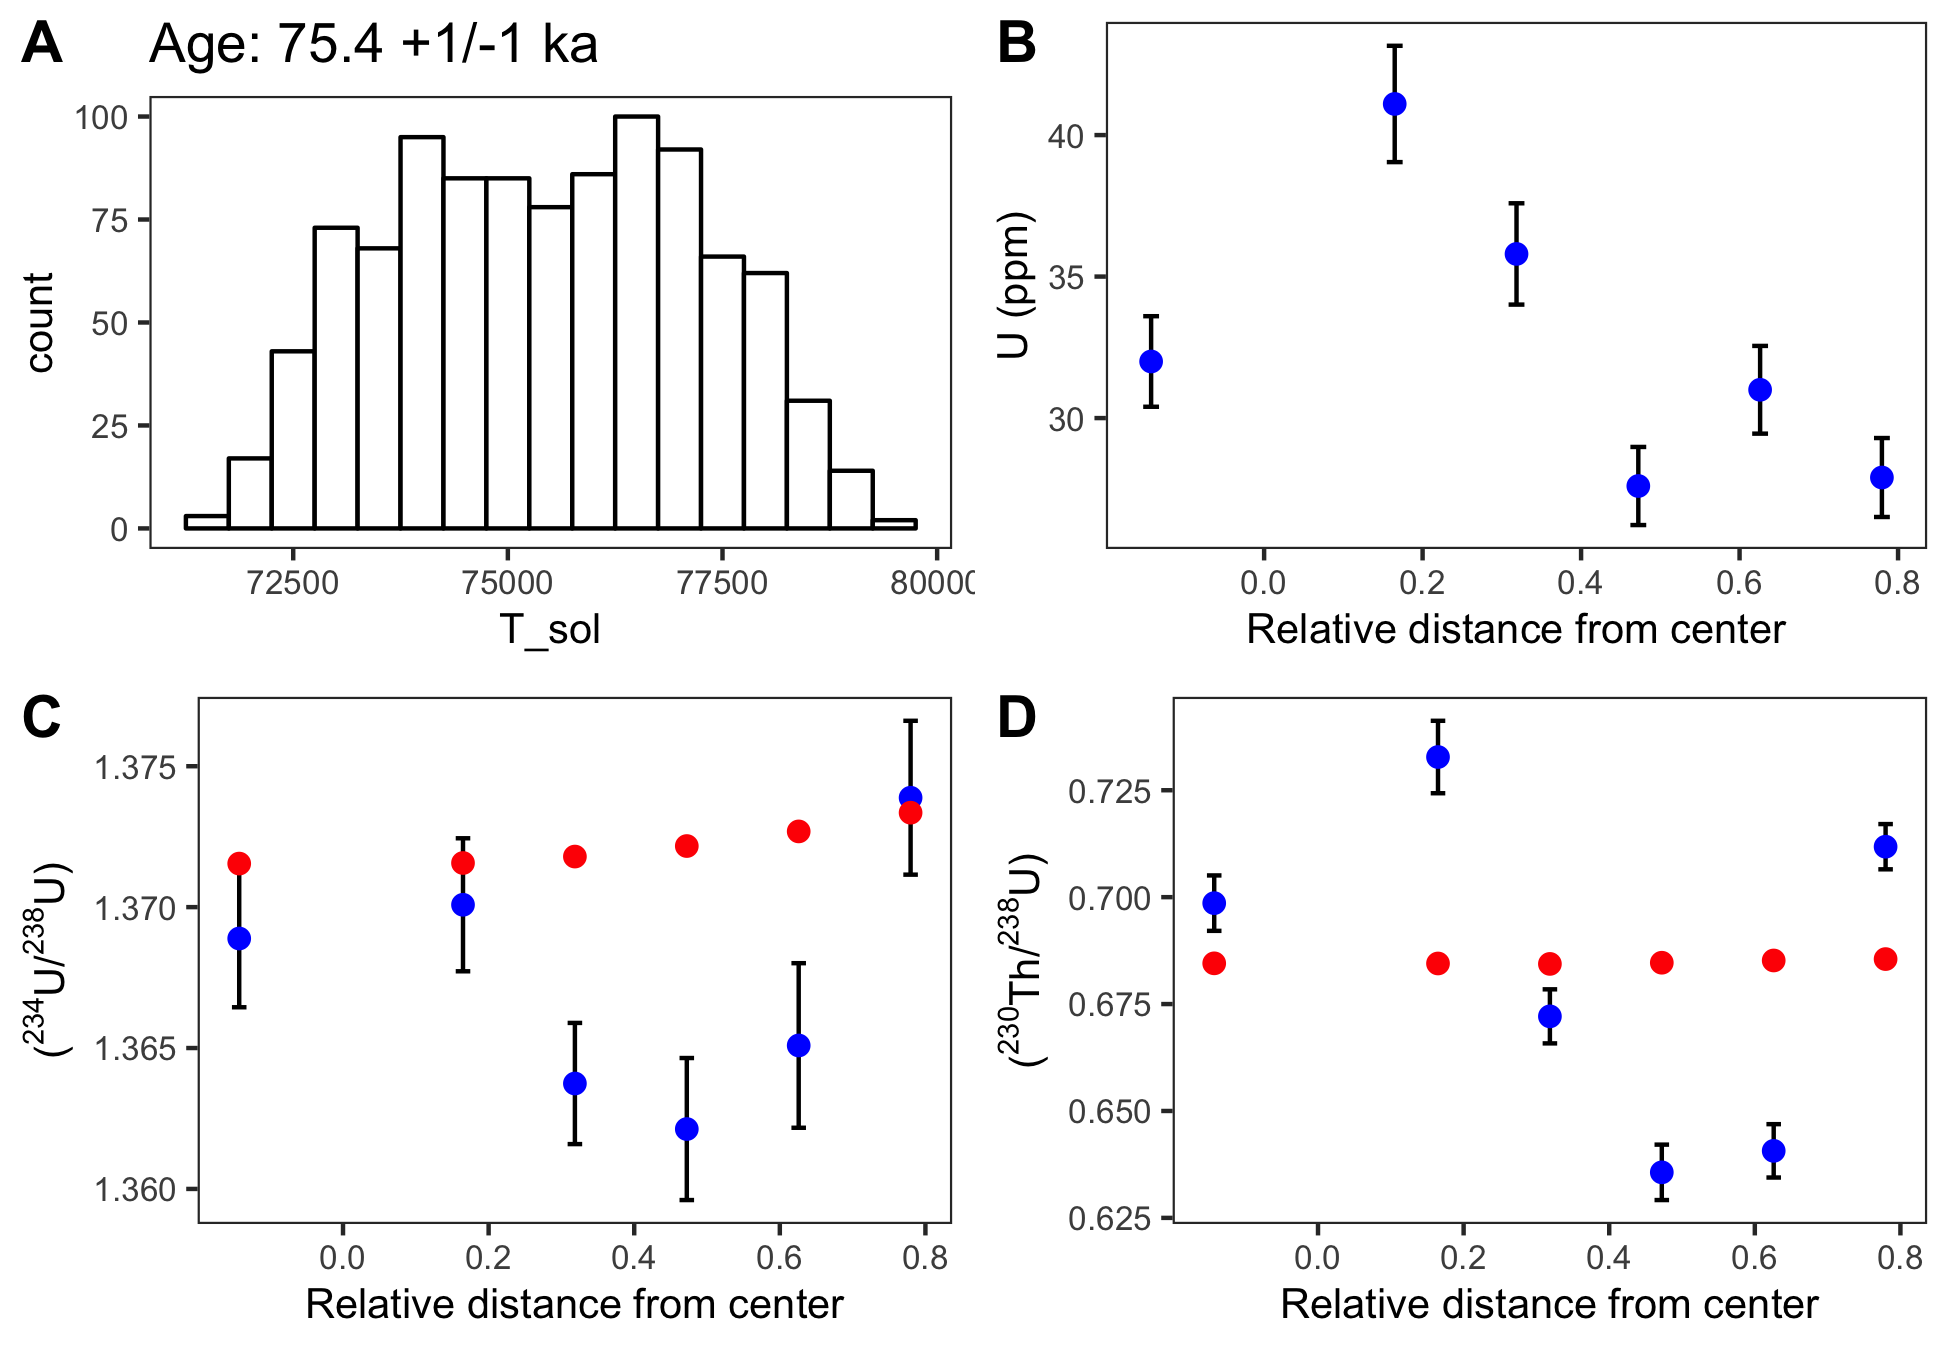 A Age: 75.4 +1/-1 ka
100
75
50
25
0
count
72500 75000 77500 8000
T_sol
B
40
35
30
U (ppm)
0.0 0.2 0.4 0.6 0.8
Relative distance from center
C
1.375
1.370
1.365
1.360
(²³⁴U/²³⁸U)
0.0 0.2 0.4 0.6 0.8
Relative distance from center
D
0.725
0.700
0.675
0.650
0.625
(²³⁰Th/²³⁸U)
0.0 0.2 0.4 0.6 0.8
Relative distance from center